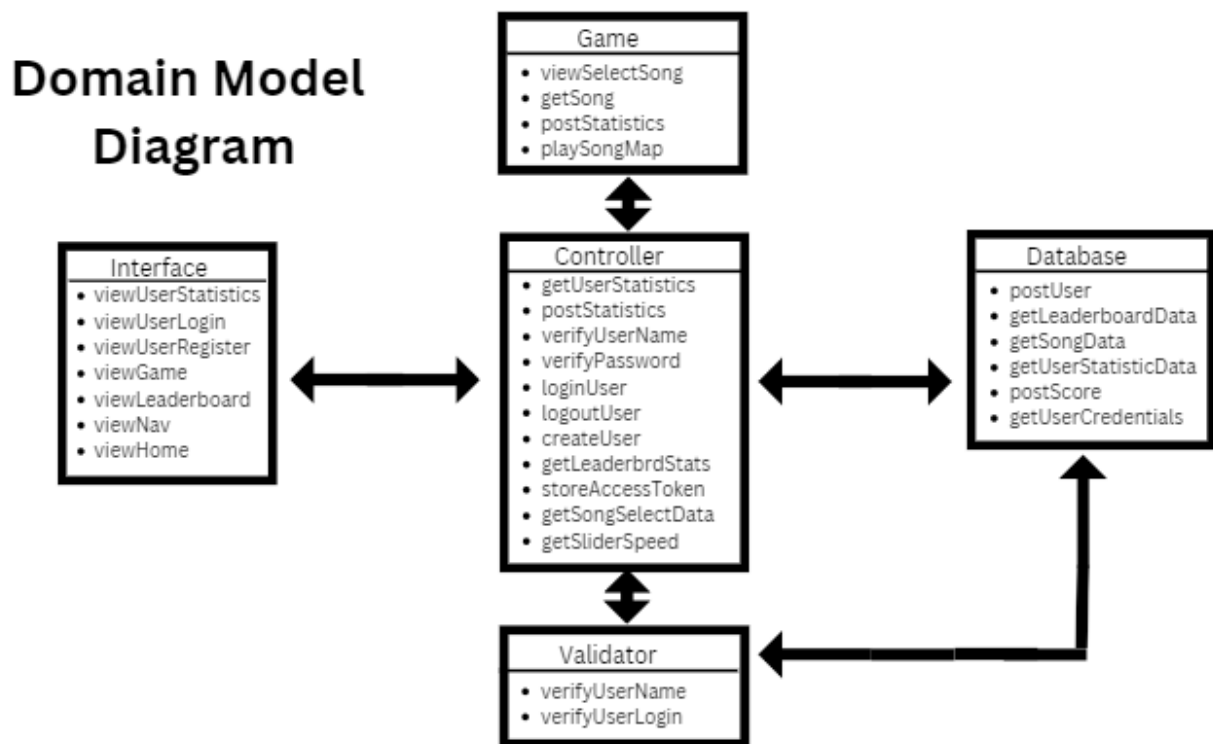 Domain Model
Diagram
Game
• viewSelectSong
• getSong
• postStatistics
• playSongMap
Interface
• viewUserStatistics
• viewUserLogin
• viewUserRegister
• viewGame
• viewLeaderboard
• viewNav
• viewHome
Controller
• getUserStatistics
• postStatistics
• verifyUserName
• verifyPassword
• loginUser
• logoutUser
• createUser
• getLeaderbrdStats
• storeAccessToken
• getSongSelectData
• getSliderSpeed
Database
• postUser
• getLeaderboardData
• getSongData
• getUserStatisticData
• postScore
• getUserCredentials
Validator
• verifyUserName
• verifyUserLogin